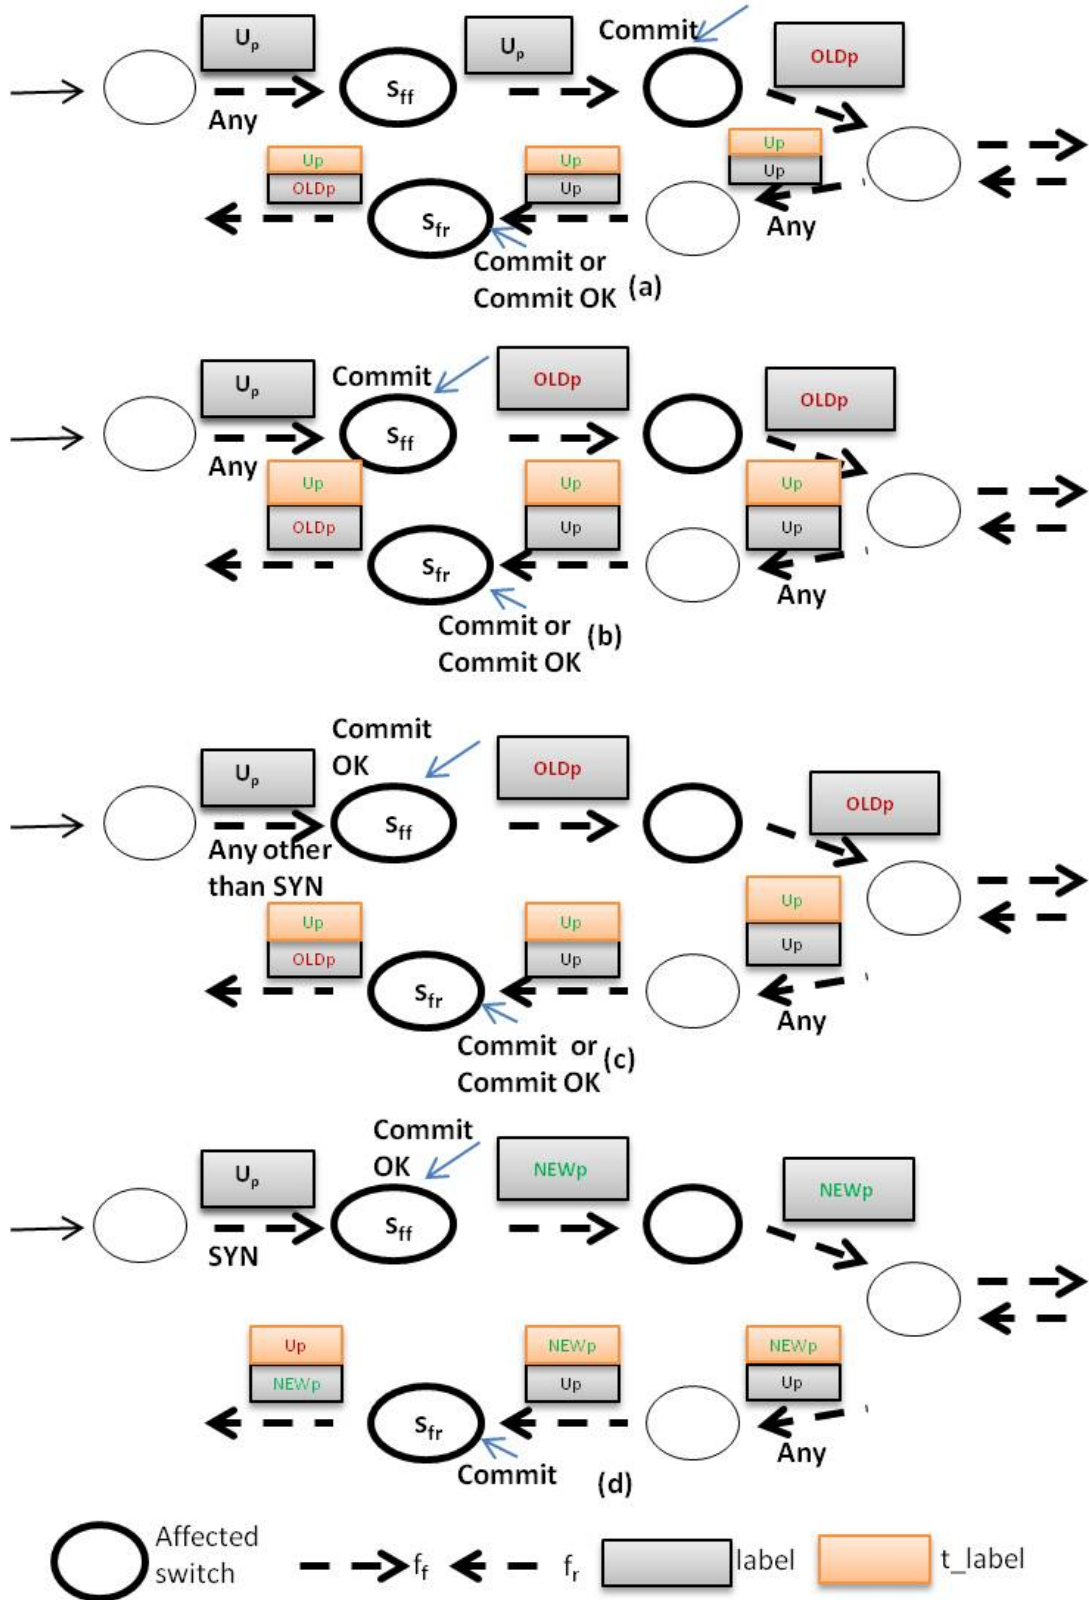 Commit
Up
Up
OLDp
Sff
Any
Up
Up
Up
OLDp
Up
Up
Sfr
Any
Commit or
Commit OK
(a)
Up
Commit
OLDp
OLDp
Sff
Any
Up
Up
Up
OLDp
Up
Up
Sfr
Any
Commit or
Commit OK
(b)
Commit
OK
Up
OLDp
OLDp
Sff
Any other
than SYN
Up
Up
Up
OLDp
Up
Up
Sfr
Any
Commit or
Commit OK
(c)
Commit
OK
Up
NEWp
NEWp
Sff
SYN
Up
NEWp
NEWp
NEWp
Up
Up
Sfr
Any
Commit
(d)
Affected
switch
ff
fr
label
t_label